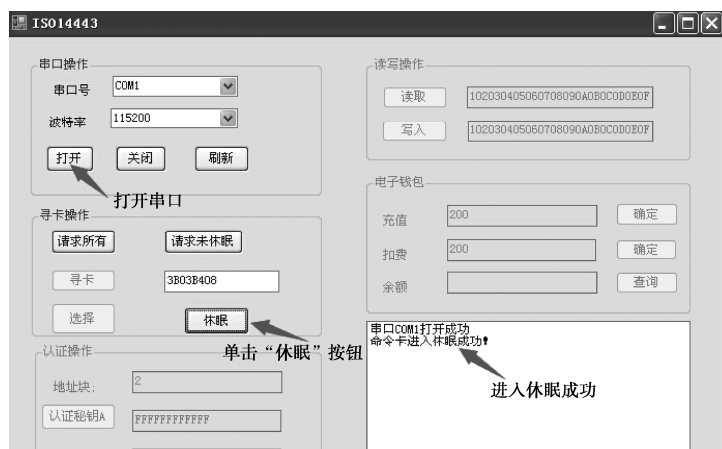 ISO14443
串口操作
串口号 COM1
波特率 115200
打开 关闭 刷新
打开串口
寻卡操作
请求所有 请求未休眠
寻卡 3B03B408
选择 休眠
单击“休眠”按钮
认证操作
地址块: 2
认证秘钥A FFFFFFFFFFFF
读写操作
读取 102030405060708090A0B0C0D0E0F
写入 102030405060708090A0B0C0D0E0F
电子钱包
充值 200 确定
扣费 200 确定
余额 查询
串口COM1打开成功
命令卡进入休眠成功!
进入休眠成功